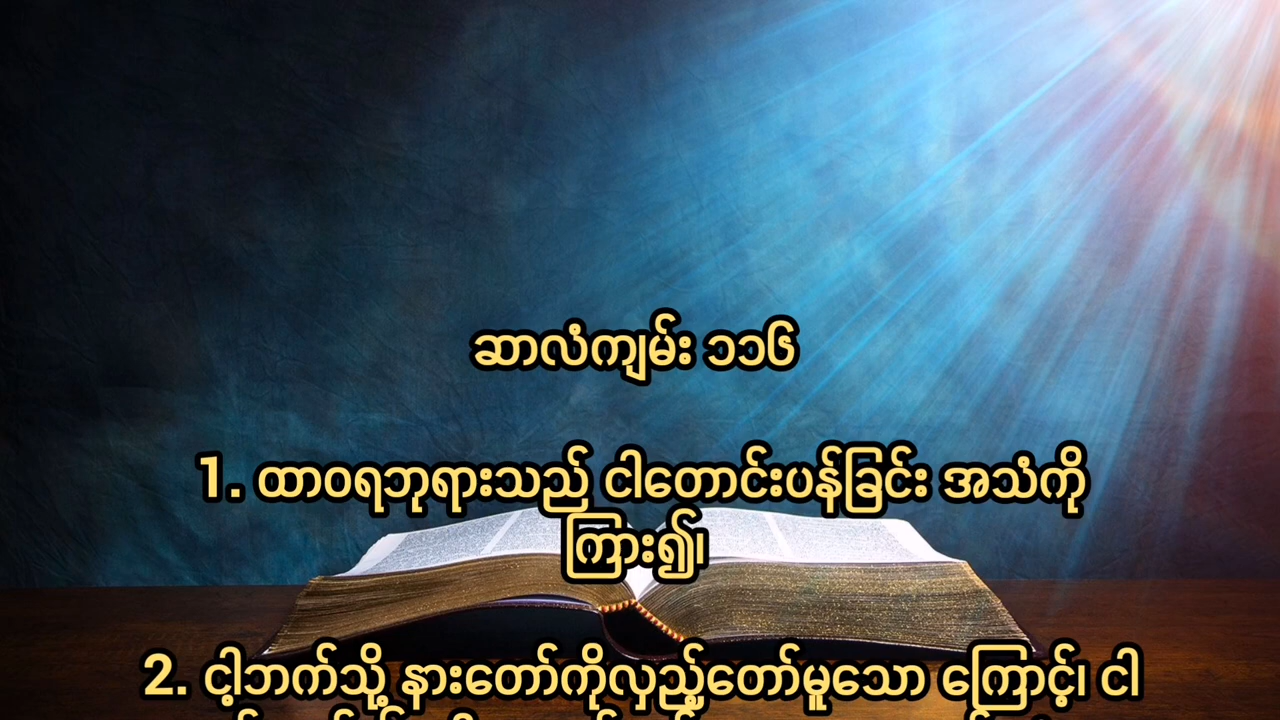 ဆာလံကျမ်း ၁၁၆
1. ထာဝရဘုရားသည် ငါတောင်းပန်ခြင်း အသံကို
ကြား၍၊
2. ငါ့ဘက်သို့ နားတော်ကိုလှည့်တော်မူသော ကြောင့်၊ ငါ